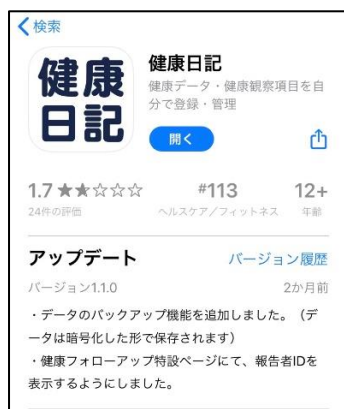 検索
健康
日記
健康日記
健康データ・健康観察項目を自
分で登録・管理
開く
1.7 ★★☆☆☆ #113 12+
24件の評価 ヘルスケア／フィットネス 年齢
アップデート バージョン履歴
バージョン1.1.0 2か月前
・データのバックアップ機能を追加しました。（デ
ータは暗号化した形で保存されます）
・健康フォローアップ特設ページにて、報告者IDを
表示するようにしました。